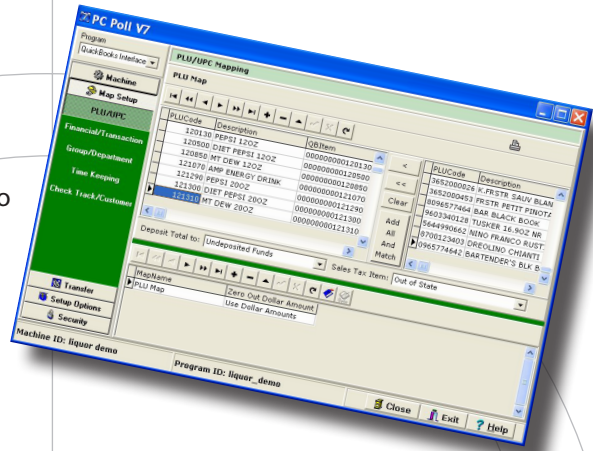 PC Poll V7
Program
QuickBooks Interface
Machine
Map Setup
PLU/UPC
Financial/Transaction
Group/Department
Time Keeping
Check Track/Customer
Transfer
Setup Options
Security
PLU/UPC Mapping
PLU Map
PLUCode Description QBItem
120130 PEPSI 12OZ 000000000120130
120500 DIET PEPSI 12OZ 000000000120500
120850 MT DEW 12OZ 000000000120850
121070 AMP ENERGY DRINK 000000000121070
121290 PEPSI 20OZ 000000000121290
121300 DIET PEPSI 20OZ 000000000121300
121310 MT DEW 20OZ 000000000121310
<
<<
Clear
Add
All
And
Match
PLUCode Description
3652000026 K.FRSTR SAUV BLAN
3652000453 FRSTR PETIT PINOTA
0096577464 BAR BLACK BOOK
9603340128 TUSKER 16.9OZ NR
5644990662 NINO FRANCO RUST
8700123403 DREOLINO CHIANTI
0965774642 BARTENDER'S BLK B
Deposit Total to: Undeposited Funds
Sales Tax Item: Out of State
MapName Zero Out Dollar Amount
PLU Map Use Dollar Amounts
Machine ID: liquor demo
Program ID: liquor_demo
Close
Exit
Help
o